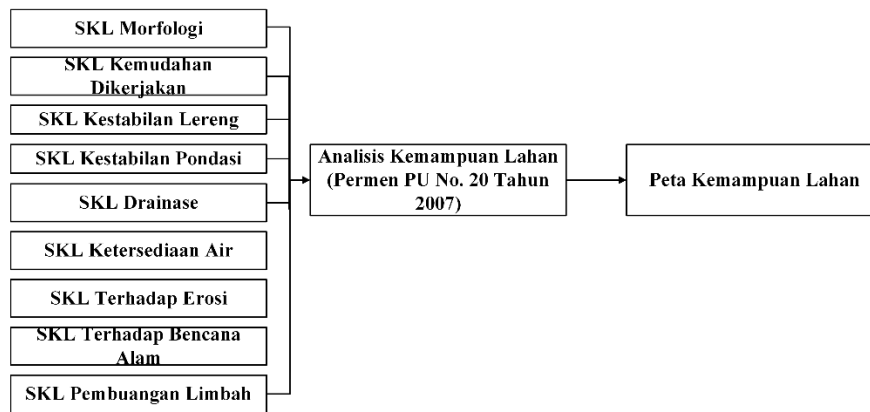 SKL Morfologi
SKL Kemudahan
Dikerjakan
SKL Kestabilan Lereng
SKL Kestabilan Pondasi
SKL Drainase
SKL Ketersediaan Air
SKL Terhadap Erosi
SKL Terhadap Bencana
Alam
SKL Pembuangan Limbah
Analisis Kemampuan Lahan
(Permen PU No. 20 Tahun
2007)
Peta Kemampuan Lahan